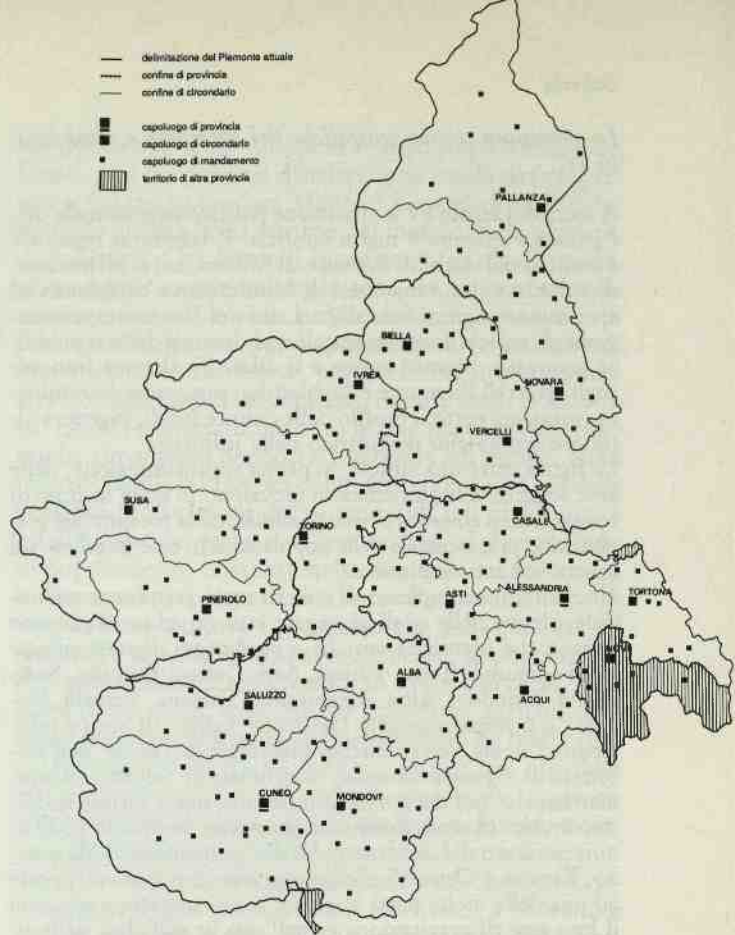 delimitazione del Piemonte attuale
confine di provincia
confine di circondario
capoluogo di provincia
capoluogo di circondario
capoluogo di mandamento
territorio di altra provincia
PALLANZA
BIELLA
IVREA
NOVARA
VERCELLI
SUSA
TORINO
CASALE
PINEROLO
ASTI
ALESSANDRIA
TORTONA
NOVI
ALBA
SALUZZO
ACQUI
CUNEO
MONDOVI